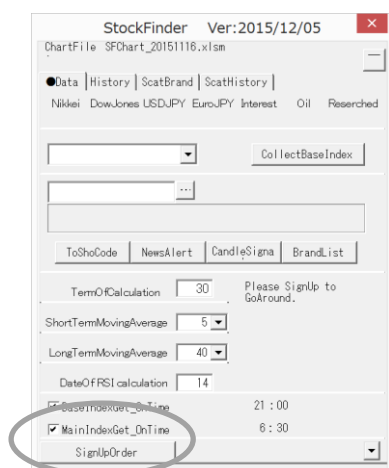 StockFinder Ver:2015/12/05
ChartFile SFChart_20151116.xlsm
●Data History ScatBrand ScatHistory
Nikkei DowJones USDJPY EuroJPY Interest Oil Reserched
CollectBaseIndex
...
ToShoCode NewsAlert CandleSigna BrandList
TermOfCalculation 30 Please SignUp to
GoAround.
ShortTermMovingAverage 5
LongTermMovingAverage 40
DateOfRSI calculation 14
BaseIndexGet_OnTime 21:00
MainIndexGet_OnTime 6:30
SignUpOrder